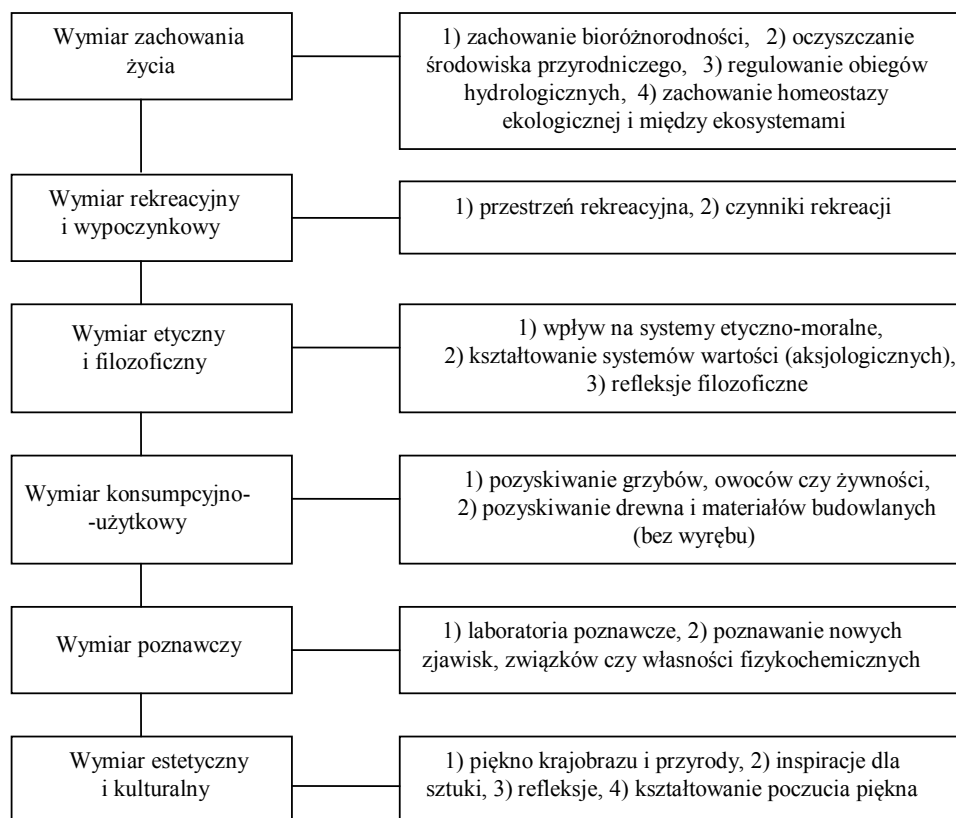 Wymiar zachowania
życia
1) zachowanie bioróżnorodności, 2) oczyszczanie
środowiska przyrodniczego, 3) regulowanie obiegów
hydrologicznych, 4) zachowanie homeostazy
ekologicznej i między ekosystemami
Wymiar rekreacyjny
i wypoczynkowy
1) przestrzeń rekreacyjna, 2) czynniki rekreacji
Wymiar etyczny
i filozoficzny
1) wpływ na systemy etyczno-moralne,
2) kształtowanie systemów wartości (aksjologicznych),
3) refleksje filozoficzne
Wymiar konsumpcyjno-
-użytkowy
1) pozyskiwanie grzybów, owoców czy żywności,
2) pozyskiwanie drewna i materiałów budowlanych
(bez wyrębu)
Wymiar poznawczy
1) laboratoria poznawcze, 2) poznawanie nowych
zjawisk, związków czy własności fizykochemicznych
Wymiar estetyczny
i kulturalny
1) piękno krajobrazu i przyrody, 2) inspiracje dla
sztuki, 3) refleksje, 4) kształtowanie poczucia piękna